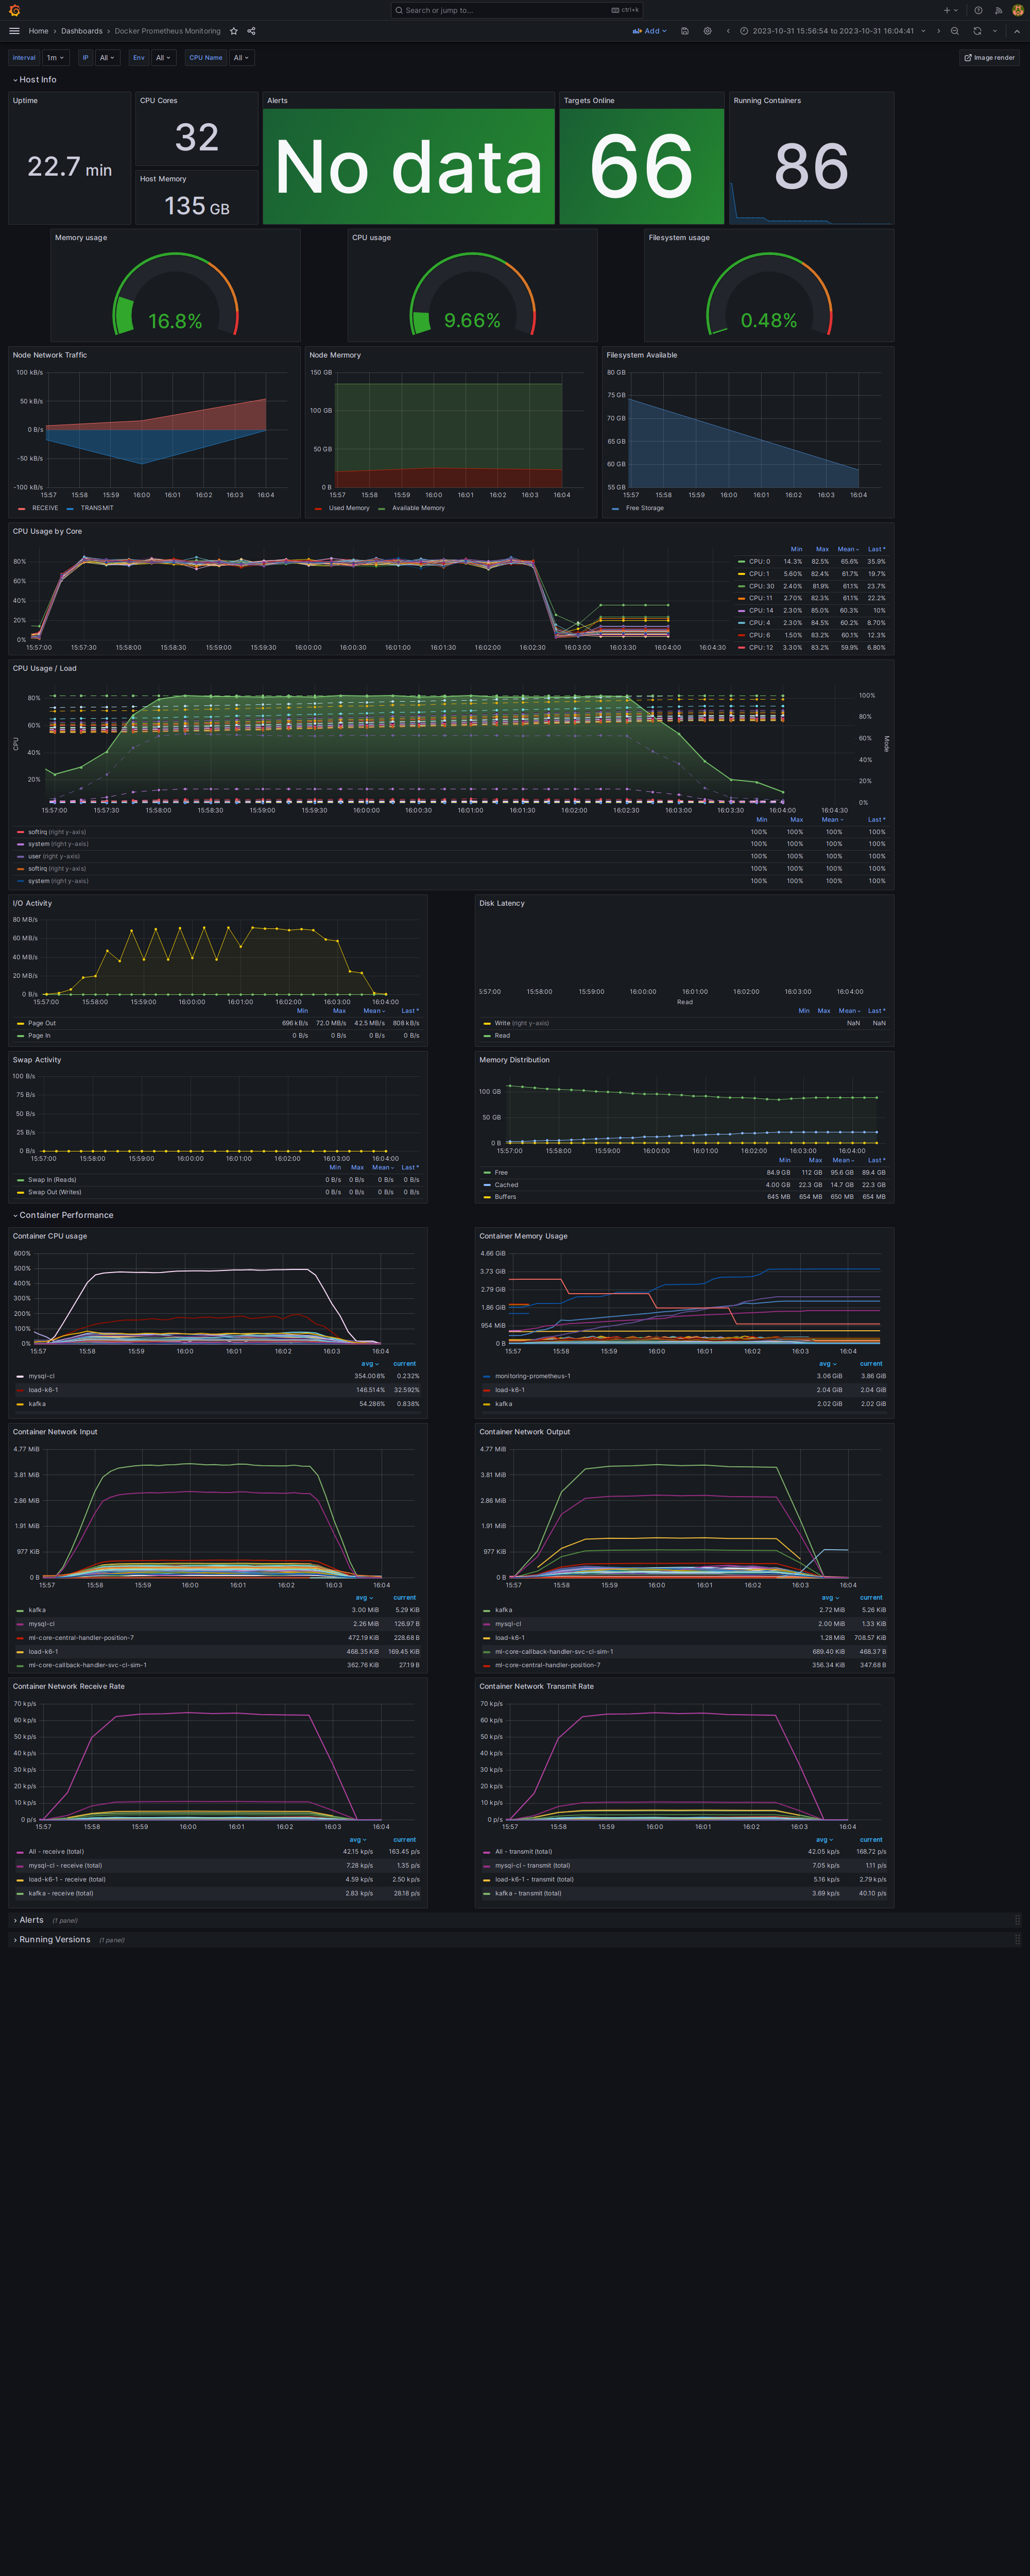 Search or jump to...
ctrl+k
Home › Dashboards › Docker Prometheus Monitoring
Add
2023-10-31 15:56:54 to 2023-10-31 16:04:41
Interval 1m IP All Env All CPU Name All
Image render
Host Info
Uptime
22.7 min
CPU Cores
32
Host Memory
135 GB
Alerts
No data
Targets Online
66
Running Containers
86
Memory usage
16.8%
CPU usage
9.66%
Filesystem usage
0.48%
Node Network Traffic
100 kB/s
50 kB/s
0 B/s
-50 kB/s
-100 kB/s
15:57 15:58 15:59 16:00 16:01 16:02 16:03 16:04
RECEIVE TRANSMIT
Node Memory
150 GB
100 GB
50 GB
0 B
15:57 15:58 15:59 16:00 16:01 16:02 16:03 16:04
Used Memory Available Memory
Filesystem Available
80 GB
75 GB
70 GB
65 GB
60 GB
55 GB
15:57 15:58 15:59 16:00 16:01 16:02 16:03 16:04
Free Storage
CPU Usage by Core
80%
60%
40%
20%
0%
15:57:00 15:57:30 15:58:00 15:58:30 15:59:00 15:59:30 16:00:00 16:00:30 16:01:00 16:01:30 16:02:00 16:02:30 16:03:00 16:03:30 16:04:00 16:04:30
Min Max Mean Last *
CPU: 0 14.3% 82.5% 65.6% 35.9%
CPU: 1 5.60% 82.4% 61.7% 19.7%
CPU: 30 2.40% 81.9% 61.1% 23.7%
CPU: 11 2.70% 82.3% 61.1% 22.2%
CPU: 14 2.30% 85.0% 60.3% 10%
CPU: 4 2.30% 84.5% 60.2% 8.70%
CPU: 6 1.50% 83.2% 60.1% 12.3%
CPU: 12 3.30% 83.2% 59.9% 6.80%
CPU Usage / Load
CPU
80%
60%
40%
20%
100%
80%
60%
40%
20%
0%
Mode
15:57:00 15:57:30 15:58:00 15:58:30 15:59:00 15:59:30 16:00:00 16:00:30 16:01:00 16:01:30 16:02:00 16:02:30 16:03:00 16:03:30 16:04:00 16:04:30
Min Max Mean Last *
softirq (right y-axis) 100% 100% 100% 100%
system (right y-axis) 100% 100% 100% 100%
user (right y-axis) 100% 100% 100% 100%
softirq (right y-axis) 100% 100% 100% 100%
system (right y-axis) 100% 100% 100% 100%
I/O Activity
80 MB/s
60 MB/s
40 MB/s
20 MB/s
0 B/s
15:57:00 15:58:00 15:59:00 16:00:00 16:01:00 16:02:00 16:03:00 16:04:00
Min Max Mean Last *
Page Out 696 kB/s 72.0 MB/s 42.5 MB/s 808 kB/s
Page In 0 B/s 0 B/s 0 B/s 0 B/s
Disk Latency
5:57:00 15:58:00 15:59:00 16:00:00 16:01:00 16:02:00 16:03:00 16:04:00
Read
Min Max Mean Last *
Write (right y-axis) NaN NaN
Read
Swap Activity
100 B/s
75 B/s
50 B/s
25 B/s
0 B/s
15:57:00 15:58:00 15:59:00 16:00:00 16:01:00 16:02:00 16:03:00 16:04:00
Min Max Mean Last *
Swap In (Reads) 0 B/s 0 B/s 0 B/s 0 B/s
Swap Out (Writes) 0 B/s 0 B/s 0 B/s 0 B/s
Memory Distribution
100 GB
50 GB
0 B
15:57:00 15:58:00 15:59:00 16:00:00 16:01:00 16:02:00 16:03:00 16:04:00
Min Max Mean Last *
Free 84.9 GB 112 GB 95.6 GB 89.4 GB
Cached 4.00 GB 22.3 GB 14.7 GB 22.3 GB
Buffers 645 MB 654 MB 650 MB 654 MB
Container Performance
Container CPU usage
600%
500%
400%
300%
200%
100%
0%
15:57 15:58 15:59 16:00 16:01 16:02 16:03 16:04
avg current
mysql-cl 354.008% 0.232%
load-k6-1 146.514% 32.592%
kafka 54.286% 0.838%
Container Memory Usage
4.66 GiB
3.73 GiB
2.79 GiB
1.86 GiB
954 MiB
0 B
15:57 15:58 15:59 16:00 16:01 16:02 16:03 16:04
avg current
monitoring-prometheus-1 3.06 GiB 3.86 GiB
load-k6-1 2.04 GiB 2.04 GiB
kafka 2.02 GiB 2.02 GiB
Container Network Input
4.77 MiB
3.81 MiB
2.86 MiB
1.91 MiB
977 KiB
0 B
15:57 15:58 15:59 16:00 16:01 16:02 16:03 16:04
avg current
kafka 3.00 MiB 5.29 KiB
mysql-cl 2.26 MiB 126.97 B
ml-core-central-handler-position-7 472.19 KiB 228.68 B
load-k6-1 468.35 KiB 169.45 KiB
ml-core-callback-handler-svc-cl-sim-1 362.76 KiB 27.19 B
Container Network Output
4.77 MiB
3.81 MiB
2.86 MiB
1.91 MiB
977 KiB
0 B
15:57 15:58 15:59 16:00 16:01 16:02 16:03 16:04
avg current
kafka 2.72 MiB 5.26 KiB
mysql-cl 2.00 MiB 1.33 KiB
load-k6-1 1.28 MiB 708.57 KiB
ml-core-callback-handler-svc-cl-sim-1 689.40 KiB 468.37 B
ml-core-central-handler-position-7 356.34 KiB 347.68 B
Container Network Receive Rate
70 kp/s
60 kp/s
50 kp/s
40 kp/s
30 kp/s
20 kp/s
10 kp/s
0 p/s
15:57 15:58 15:59 16:00 16:01 16:02 16:03 16:04
avg current
All - receive (total) 42.15 kp/s 163.45 p/s
mysql-cl - receive (total) 7.28 kp/s 1.35 p/s
load-k6-1 - receive (total) 4.59 kp/s 2.50 kp/s
kafka - receive (total) 2.83 kp/s 28.18 p/s
Container Network Transmit Rate
70 kp/s
60 kp/s
50 kp/s
40 kp/s
30 kp/s
20 kp/s
10 kp/s
0 p/s
15:57 15:58 15:59 16:00 16:01 16:02 16:03 16:04
avg current
All - transmit (total) 42.05 kp/s 168.72 p/s
mysql-cl - transmit (total) 7.05 kp/s 1.11 p/s
load-k6-1 - transmit (total) 5.16 kp/s 2.79 kp/s
kafka - transmit (total) 3.69 kp/s 40.10 p/s
Alerts (1 panel)
Running Versions (1 panel)